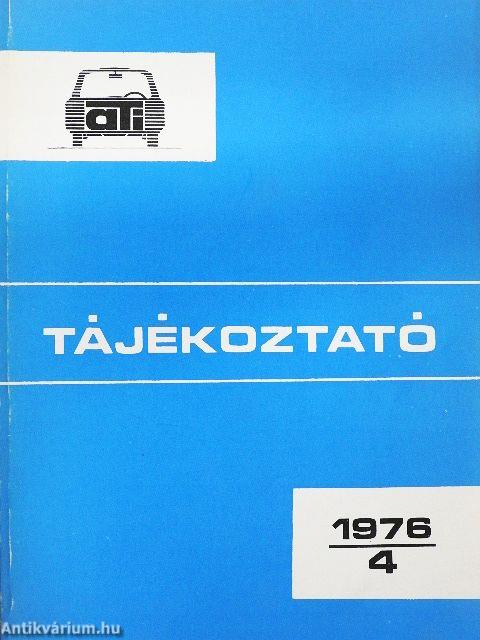 ati
TÁJÉKOZTATÓ
1976
4
Antikvárium.hu